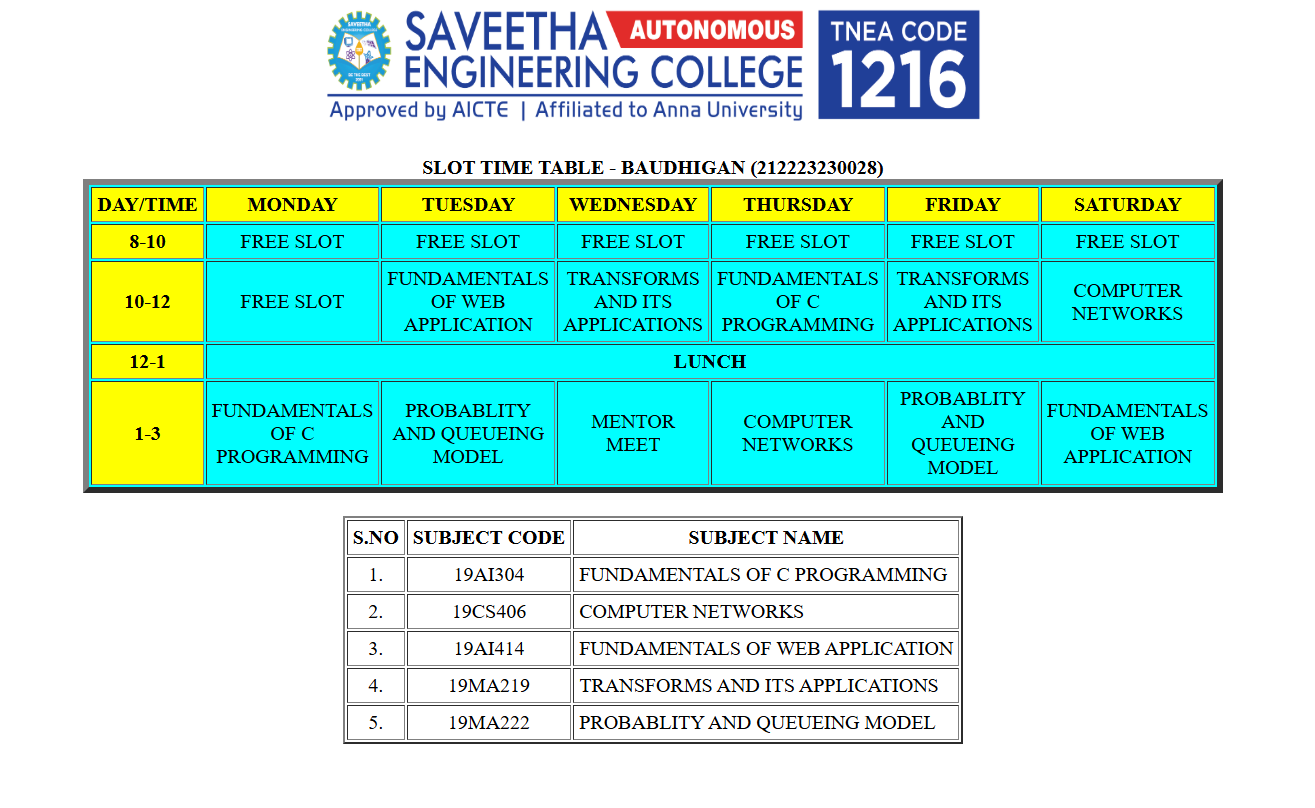 SAVEETHA AUTONOMOUS
ENGINEERING COLLEGE
Approved by AICTE | Affiliated to Anna University
TNEA CODE
1216
SLOT TIME TABLE - BAUDHIGAN (212223230028)
DAY/TIME MONDAY TUESDAY WEDNESDAY THURSDAY FRIDAY SATURDAY
8-10 FREE SLOT FREE SLOT FREE SLOT FREE SLOT FREE SLOT FREE SLOT
10-12 FREE SLOT FUNDAMENTALS OF WEB APPLICATION TRANSFORMS AND ITS APPLICATIONS FUNDAMENTALS OF C PROGRAMMING TRANSFORMS AND ITS APPLICATIONS COMPUTER NETWORKS
12-1 LUNCH
1-3 FUNDAMENTALS OF C PROGRAMMING PROBABLITY AND QUEUEING MODEL MENTOR MEET COMPUTER NETWORKS PROBABLITY AND QUEUEING MODEL FUNDAMENTALS OF WEB APPLICATION
S.NO SUBJECT CODE SUBJECT NAME
1. 19AI304 FUNDAMENTALS OF C PROGRAMMING
2. 19CS406 COMPUTER NETWORKS
3. 19AI414 FUNDAMENTALS OF WEB APPLICATION
4. 19MA219 TRANSFORMS AND ITS APPLICATIONS
5. 19MA222 PROBABLITY AND QUEUEING MODEL